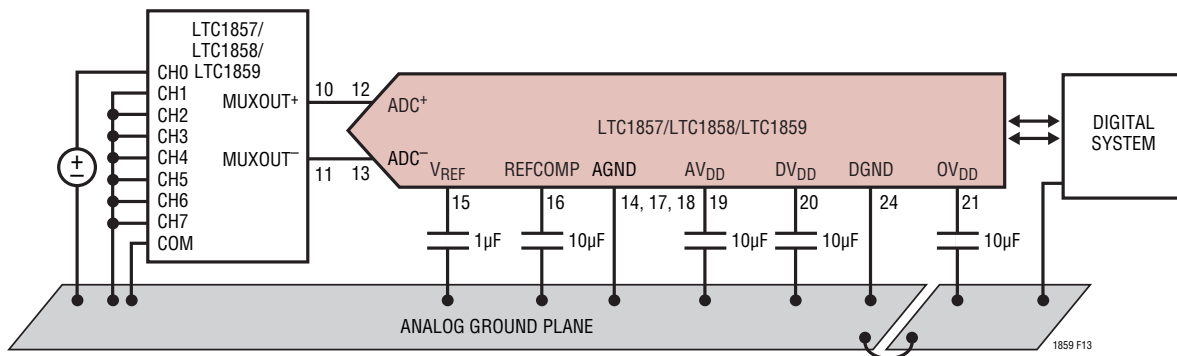 LTC1857/
LTC1858/
LTC1859
CH0
CH1
CH2
CH3
CH4
CH5
CH6
CH7
COM
MUXOUT+
MUXOUT–
10
11
12
13
ADC+
ADC–
LTC1857/LTC1858/LTC1859
VREF
REFCOMP
AGND
AVDD
DVDD
DGND
OVDD
15
16
14, 17, 18
19
20
24
21
1µF
10µF
10µF
10µF
10µF
DIGITAL
SYSTEM
+
–
ANALOG GROUND PLANE
1859 F13